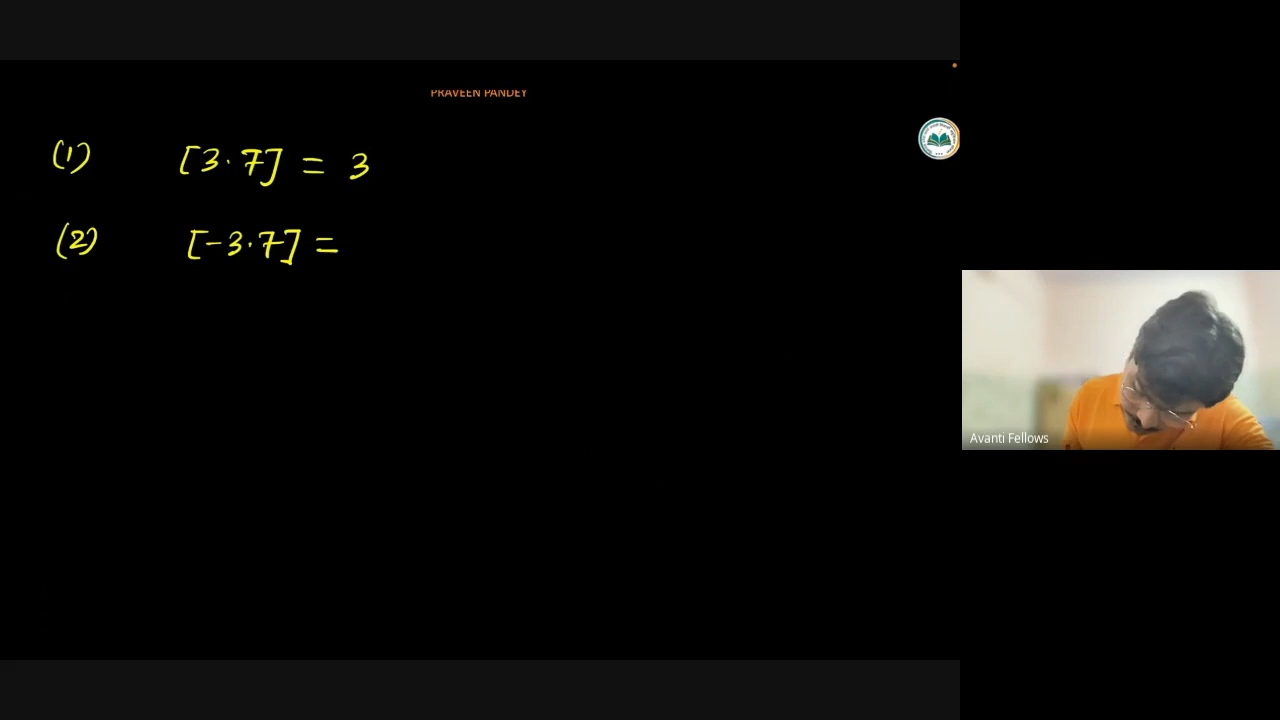 PRAVEEN PANDEY
(1) [3.7] = 3
(2) [-3.7] =
Avanti Fellows